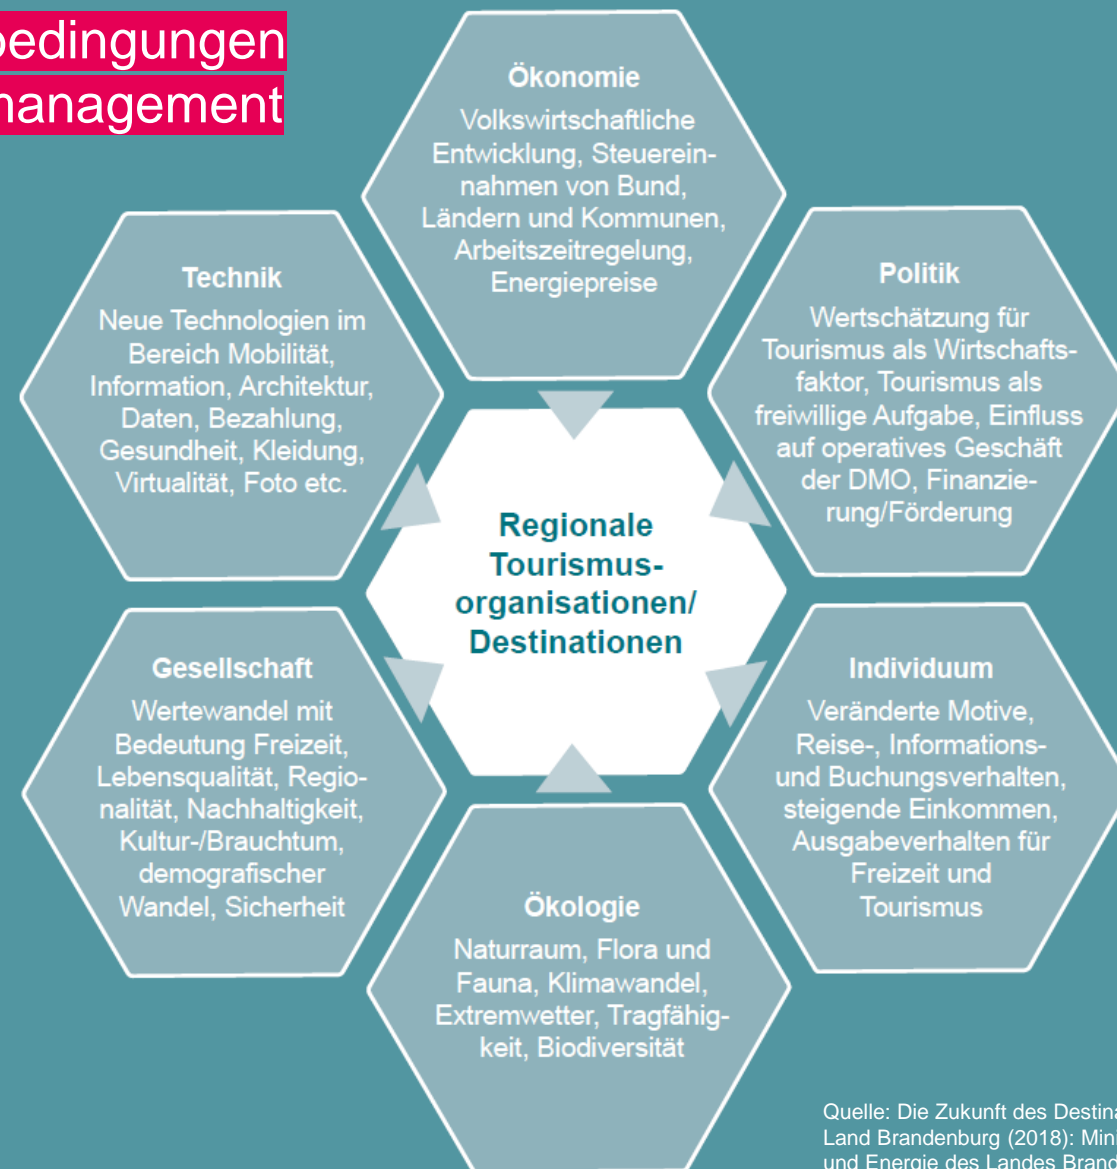 bedingungen
management
Ökonomie
Volkswirtschaftliche
Entwicklung, Steuerein-
nahmen von Bund,
Ländern und Kommunen,
Arbeitszeitregelung,
Energiepreise
Technik
Neue Technologien im
Bereich Mobilität,
Information, Architektur,
Daten, Bezahlung,
Gesundheit, Kleidung,
Virtualität, Foto etc.
Politik
Wertschätzung für
Tourismus als Wirtschafts-
faktor, Tourismus als
freiwillige Aufgabe, Einfluss
auf operatives Geschäft
der DMO, Finanzie-
rung/Förderung
Regionale
Tourismus-
organisationen/
Destinationen
Gesellschaft
Wertewandel mit
Bedeutung Freizeit,
Lebensqualität, Regio-
nalität, Nachhaltigkeit,
Kultur-/Brauchtum,
demografischer
Wandel, Sicherheit
Individuum
Veränderte Motive,
Reise-, Informations-
und Buchungsverhalten,
steigende Einkommen,
Ausgabeverhalten für
Freizeit und
Tourismus
Ökologie
Naturraum, Flora und
Fauna, Klimawandel,
Extremwetter, Tragfähig-
keit, Biodiversität
Quelle: Die Zukunft des Destina
Land Brandenburg (2018): Mini
und Energie des Landes Brand